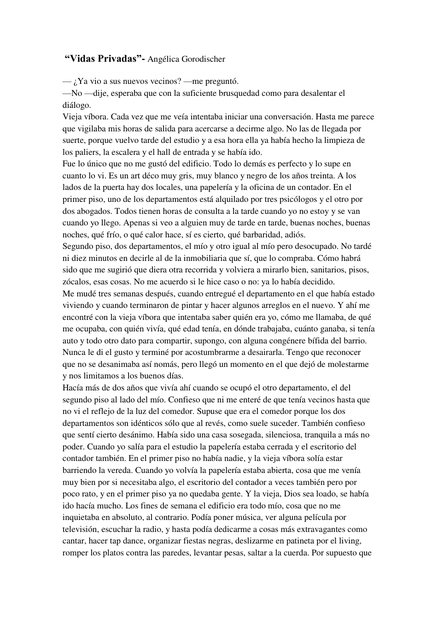 “Vidas Privadas”- Angélica Gorodischer
— ¿Ya vio a sus nuevos vecinos? —me preguntó.
—No —dije, esperaba que con la suficiente brusquedad como para desalentar el
diálogo.
Vieja víbora. Cada vez que me veía intentaba iniciar una conversación. Hasta me parece
que vigilaba mis horas de salida para acercarse a decirme algo. No las de llegada por
suerte, porque vuelvo tarde del estudio y a esa hora ella ya había hecho la limpieza de
los paliers, la escalera y el hall de entrada y se había ido.
Fue lo único que no me gustó del edificio. Todo lo demás es perfecto y lo supe en
cuanto lo vi. Es un art déco muy gris, muy blanco y negro de los años treinta. A los
lados de la puerta hay dos locales, una papelería y la oficina de un contador. En el
primer piso, uno de los departamentos está alquilado por tres psicólogos y el otro por
dos abogados. Todos tienen horas de consulta a la tarde cuando yo no estoy y se van
cuando yo llego. Apenas si veo a alguien muy de tarde en tarde, buenas noches, buenas
noches, qué frío, o qué calor hace, sí es cierto, qué barbaridad, adiós.
Segundo piso, dos departamentos, el mío y otro igual al mío pero desocupado. No tardé
ni diez minutos en decirle al de la inmobiliaria que sí, que lo compraba. Cómo habrá
sido que me sugirió que diera otra recorrida y volviera a mirarlo bien, sanitarios, pisos,
zócalos, esas cosas. No me acuerdo si le hice caso o no: ya lo había decidido.
Me mudé tres semanas después, cuando entregué el departamento en el que había estado
viviendo y cuando terminaron de pintar y hacer algunos arreglos en el nuevo. Y ahí me
encontré con la vieja víbora que intentaba saber quién era yo, cómo me llamaba, de qué
me ocupaba, con quién vivía, qué edad tenía, en dónde trabajaba, cuánto ganaba, si tenía
auto y todo otro dato para compartir, supongo, con alguna congénere bífida del barrio.
Nunca le di el gusto y terminé por acostumbrarme a desairarla. Tengo que reconocer
que no se desanimaba así nomás, pero llegó un momento en el que dejó de molestarme
y nos limitamos a los buenos días.
Hacía más de dos años que vivía ahí cuando se ocupó el otro departamento, el del
segundo piso al lado del mío. Confieso que ni me enteré de que tenía vecinos hasta que
no vi el reflejo de la luz del comedor. Supuse que era el comedor porque los dos
departamentos son idénticos sólo que al revés, como suele suceder. También confieso
que sentí cierto desánimo. Había sido una casa sosegada, silenciosa, tranquila a más no
poder. Cuando yo salía para el estudio la papelería estaba cerrada y el escritorio del
contador también. En el primer piso no había nadie, y la vieja víbora solía estar
barriendo la vereda. Cuando yo volvía la papelería estaba abierta, cosa que me venía
muy bien por si necesitaba algo, el escritorio del contador a veces también pero por
poco rato, y en el primer piso ya no quedaba gente. Y la vieja, Dios sea loado, se había
ido hacía mucho. Los fines de semana el edificio era todo mío, cosa que no me
inquietaba en absoluto, al contrario. Podía poner música, ver alguna película por
televisión, escuchar la radio, y hasta podía dedicarme a cosas más extravagantes como
cantar, hacer tap dance, organizar fiestas negras, deslizarme en patineta por el living,
romper los platos contra las paredes, levantar pesas, saltar a la cuerda. Por supuesto que